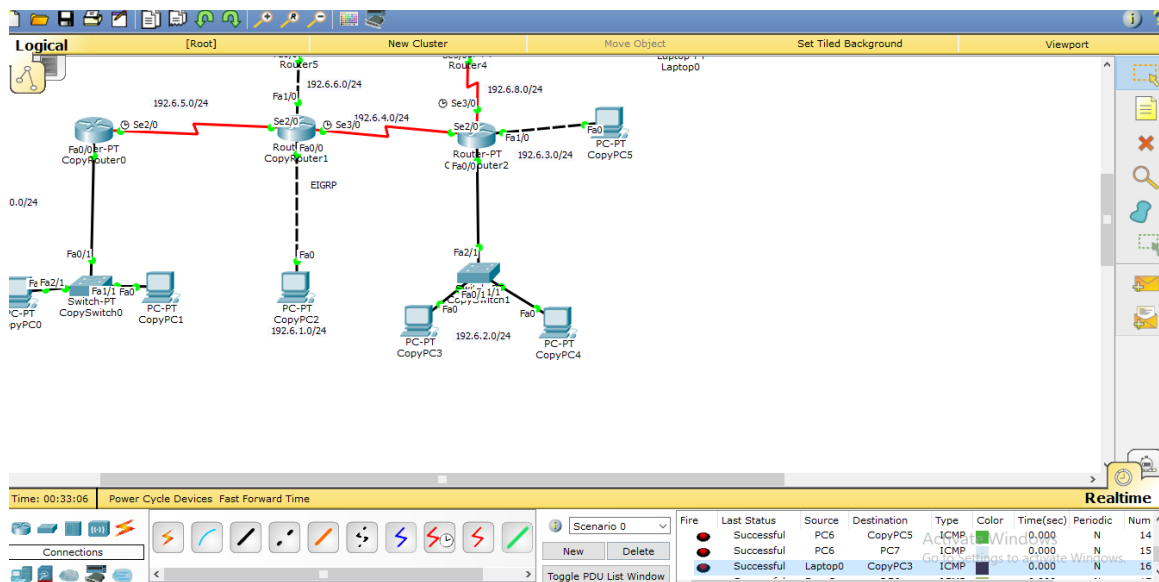 Logical [Root] New Cluster Move Object Set Tiled Background Viewport
Router5
Router4
Laptop0
192.6.6.0/24
192.6.8.0/24
Fa1/0
Se3/0
192.6.5.0/24
192.6.4.0/24
Se2/0
Se2/0
Se3/0
Se2/0
Fa1/0
Fa0
Fa0/0
CopyRouter0
Fa0/0
CopyRouter1
Router-PT
Fa0/0
192.6.3.0/24
PC-PT
CopyPC5
EIGRP
0.0/24
Fa0/1
Fa0
Fa2/1
Fa2/1
Fa1/1
Fa0
Switch-PT
CopySwitch0
PC-PT
CopyPC1
PC-PT
CopyPC2
192.6.1.0/24
Fa0/1
Fa0
Fa0
PC-PT
CopyPC3
192.6.2.0/24
PC-PT
CopyPC4
Time: 00:33:06 Power Cycle Devices Fast Forward Time Realtime
Connections
Scenario 0
New Delete
Toggle PDU List Window
Fire Last Status Source Destination Type Color Time(sec) Periodic Num
Successful PC6 CopyPC5 ICMP 0.000 N 14
Successful PC6 PC7 ICMP 0.000 N 15
Successful Laptop0 CopyPC3 ICMP 0.000 N 16
Activate Windows
Go to Settings to activate Windows.